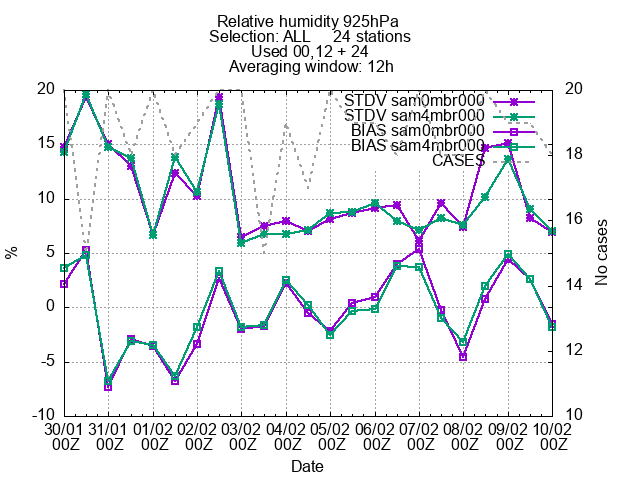 Relative humidity 925hPa
Selection: ALL 24 stations
Used 00,12 + 24
Averaging window: 12h
STDV sam0mbr000
STDV sam4mbr000
BIAS sam0mbr000
BIAS sam4mbr000
CASES
20
15
10
5
0
-5
-10
%
20
18
16
14
12
10
No cases
30/01 31/01 01/02 02/02 03/02 04/02 05/02 06/02 07/02 08/02 09/02 10/02
00Z 00Z 00Z 00Z 00Z 00Z 00Z 00Z 00Z 00Z 00Z 00Z
Date